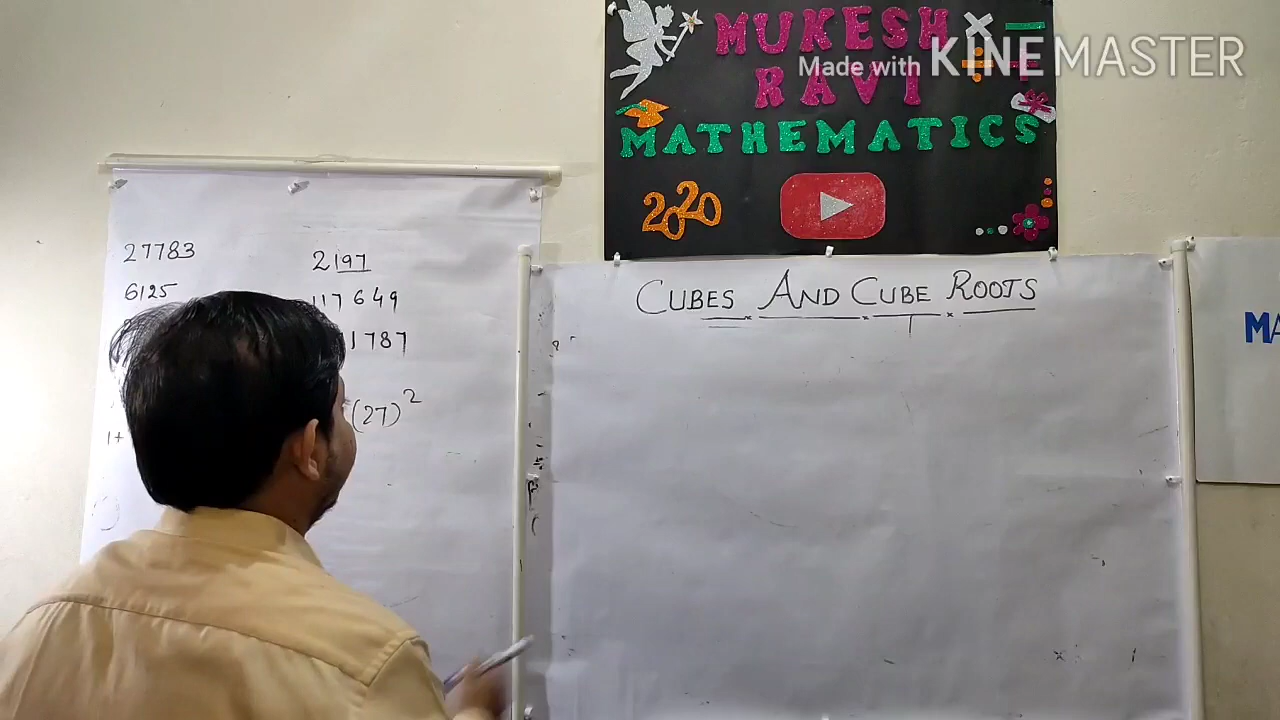 MUKESH
RAVI
MATHEMATICS
2020
Made with KINEMASTER
27783
6125
1+
2197
117649
1787
(27)²
CUBES AND CUBE ROOTS
MA